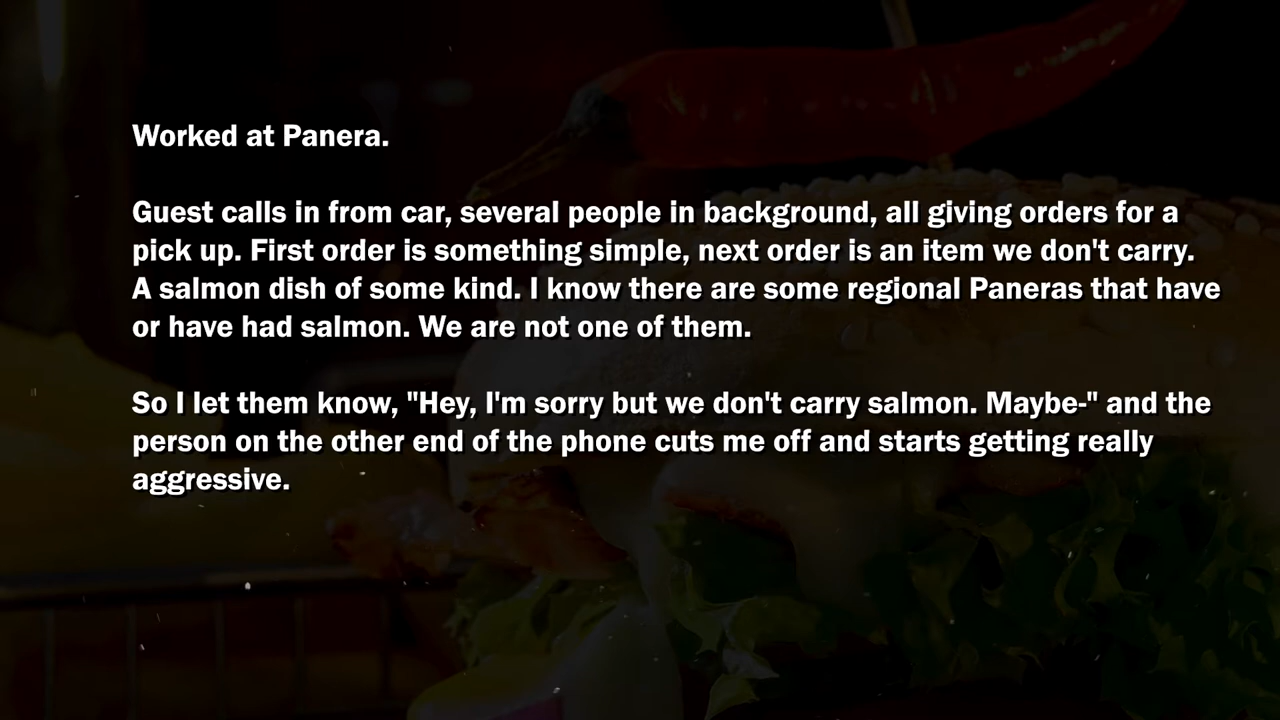 Worked at Panera.
Guest calls in from car, several people in background, all giving orders for a
pick up. First order is something simple, next order is an item we don't carry.
A salmon dish of some kind. I know there are some regional Paneras that have
or have had salmon. We are not one of them.
So I let them know, "Hey, I'm sorry but we don't carry salmon. Maybe-" and the
person on the other end of the phone cuts me off and starts getting really
aggressive.